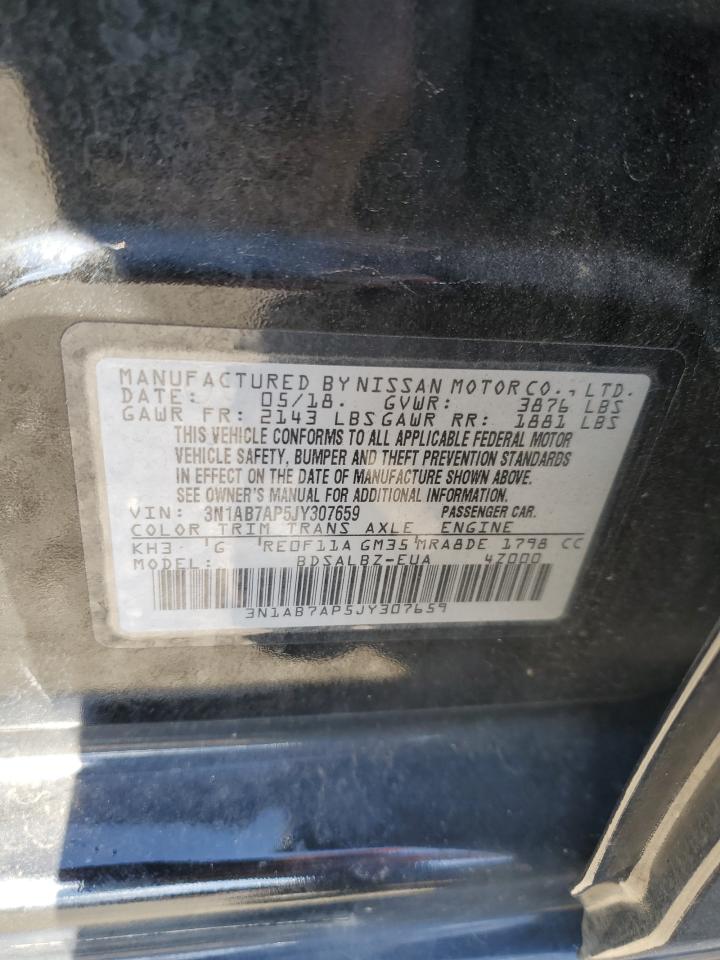 MANUFACTURED BY NISSAN MOTOR CO., LTD.
DATE: 05/18. GVWR: 3876 LBS
GAWR FR: 2143 LBS GAWR RR: 1881 LBS
THIS VEHICLE CONFORMS TO ALL APPLICABLE FEDERAL MOTOR
VEHICLE SAFETY, BUMPER AND THEFT PREVENTION STANDARDS
IN EFFECT ON THE DATE OF MANUFACTURE SHOWN ABOVE.
SEE OWNER'S MANUAL FOR ADDITIONAL INFORMATION
VIN: 3N1AB7AP5JY307659 PASSENGER CAR.
COLOR TRIM TRANS AXLE ENGINE
KH3 'G 'RE0F11A GM35'MRA8DE 1798 CC
MODEL: BDSALBZ-EUA 4Z000
3N1AB7AP5JY307659